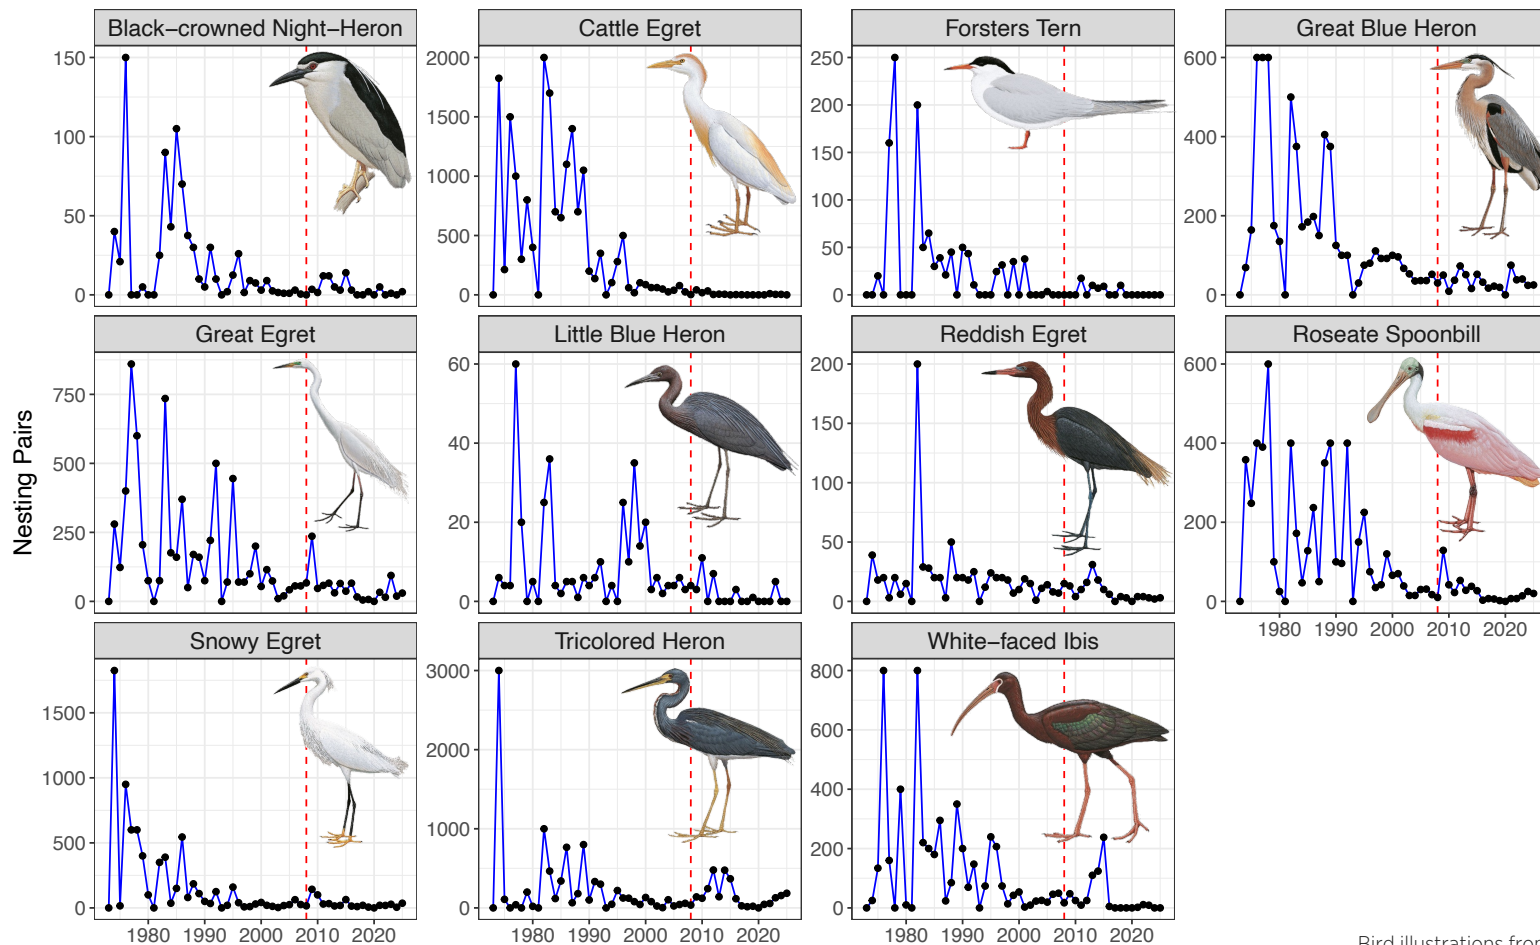 Black−crowned Night−Heron
Cattle Egret
Forsters Tern
Great Blue Heron
150
100
50
0
2000
1500
1000
500
0
250
200
150
100
50
0
600
400
200
0
Great Egret
Little Blue Heron
Reddish Egret
Roseate Spoonbill
Nesting Pairs
750
500
250
0
60
40
20
0
200
150
100
50
0
600
400
200
0
1980 1990 2000 2010 2020
Snowy Egret
Tricolored Heron
White−faced Ibis
1500
1000
500
0
3000
2000
1000
0
800
600
400
200
0
1980 1990 2000 2010 2020
1980 1990 2000 2010 2020
1980 1990 2000 2010 2020
Bird illustrations